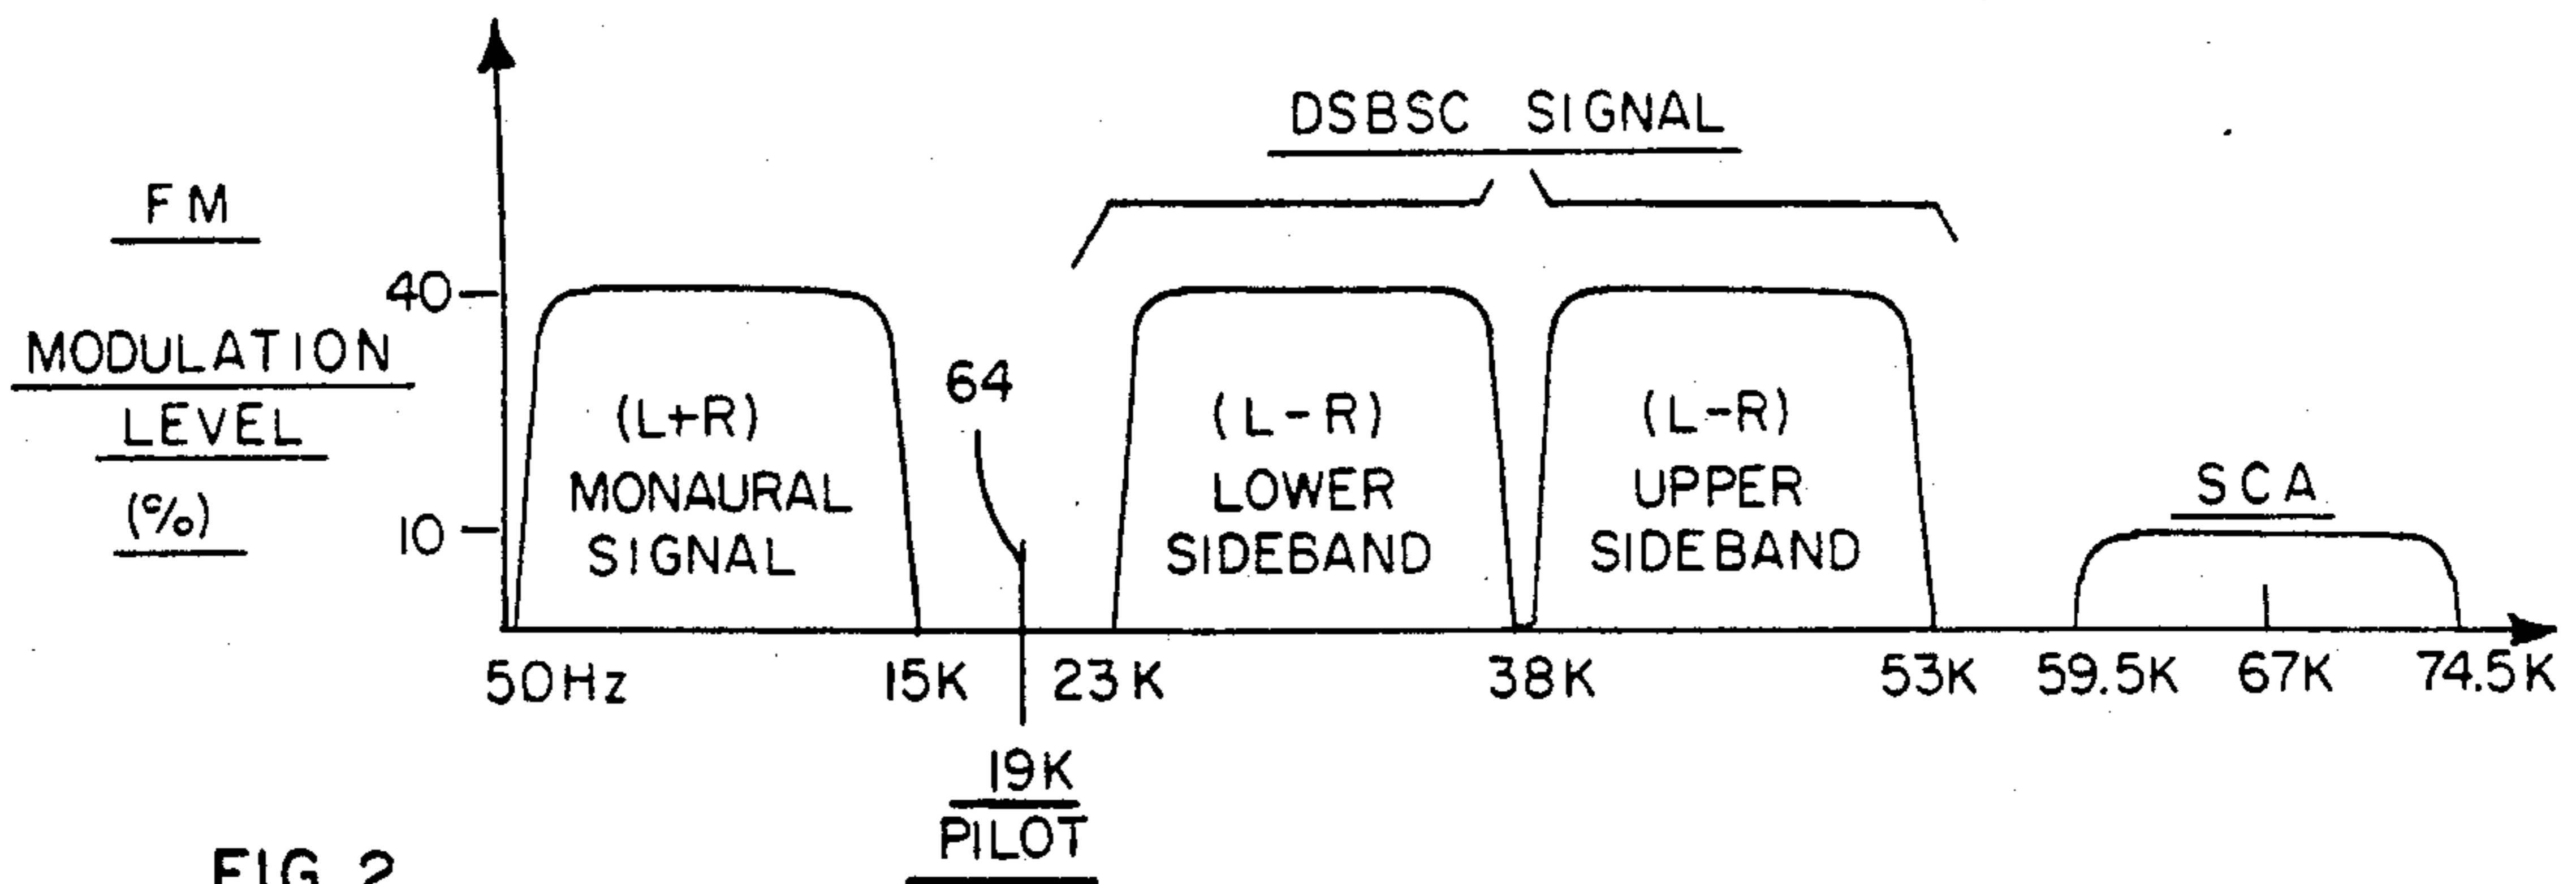 DSBSC SIGNAL
FM
MODULATION
LEVEL
(%)
40
10
64
(L+R)
MONAURAL
SIGNAL
(L-R)
LOWER
SIDEBAND
(L-R)
UPPER
SIDEBAND
SCA
50Hz 15K 23K 38K 53K 59.5K 67K 74.5K
19K
PILOT
FIG. 2